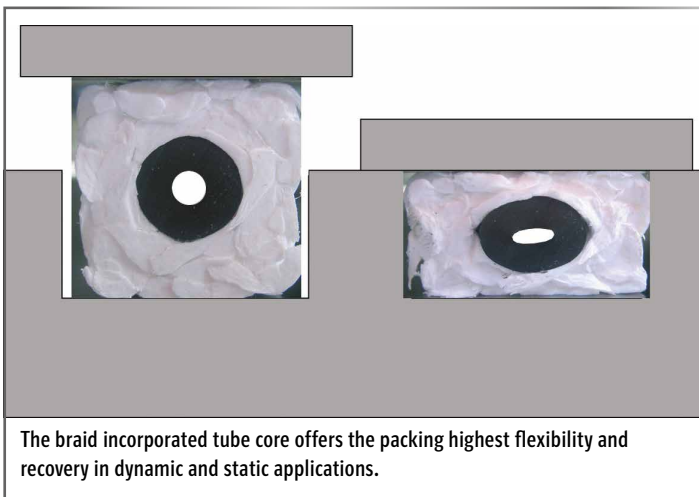 The braid incorporated tube core offers the packing highest flexibility and
recovery in dynamic and static applications.